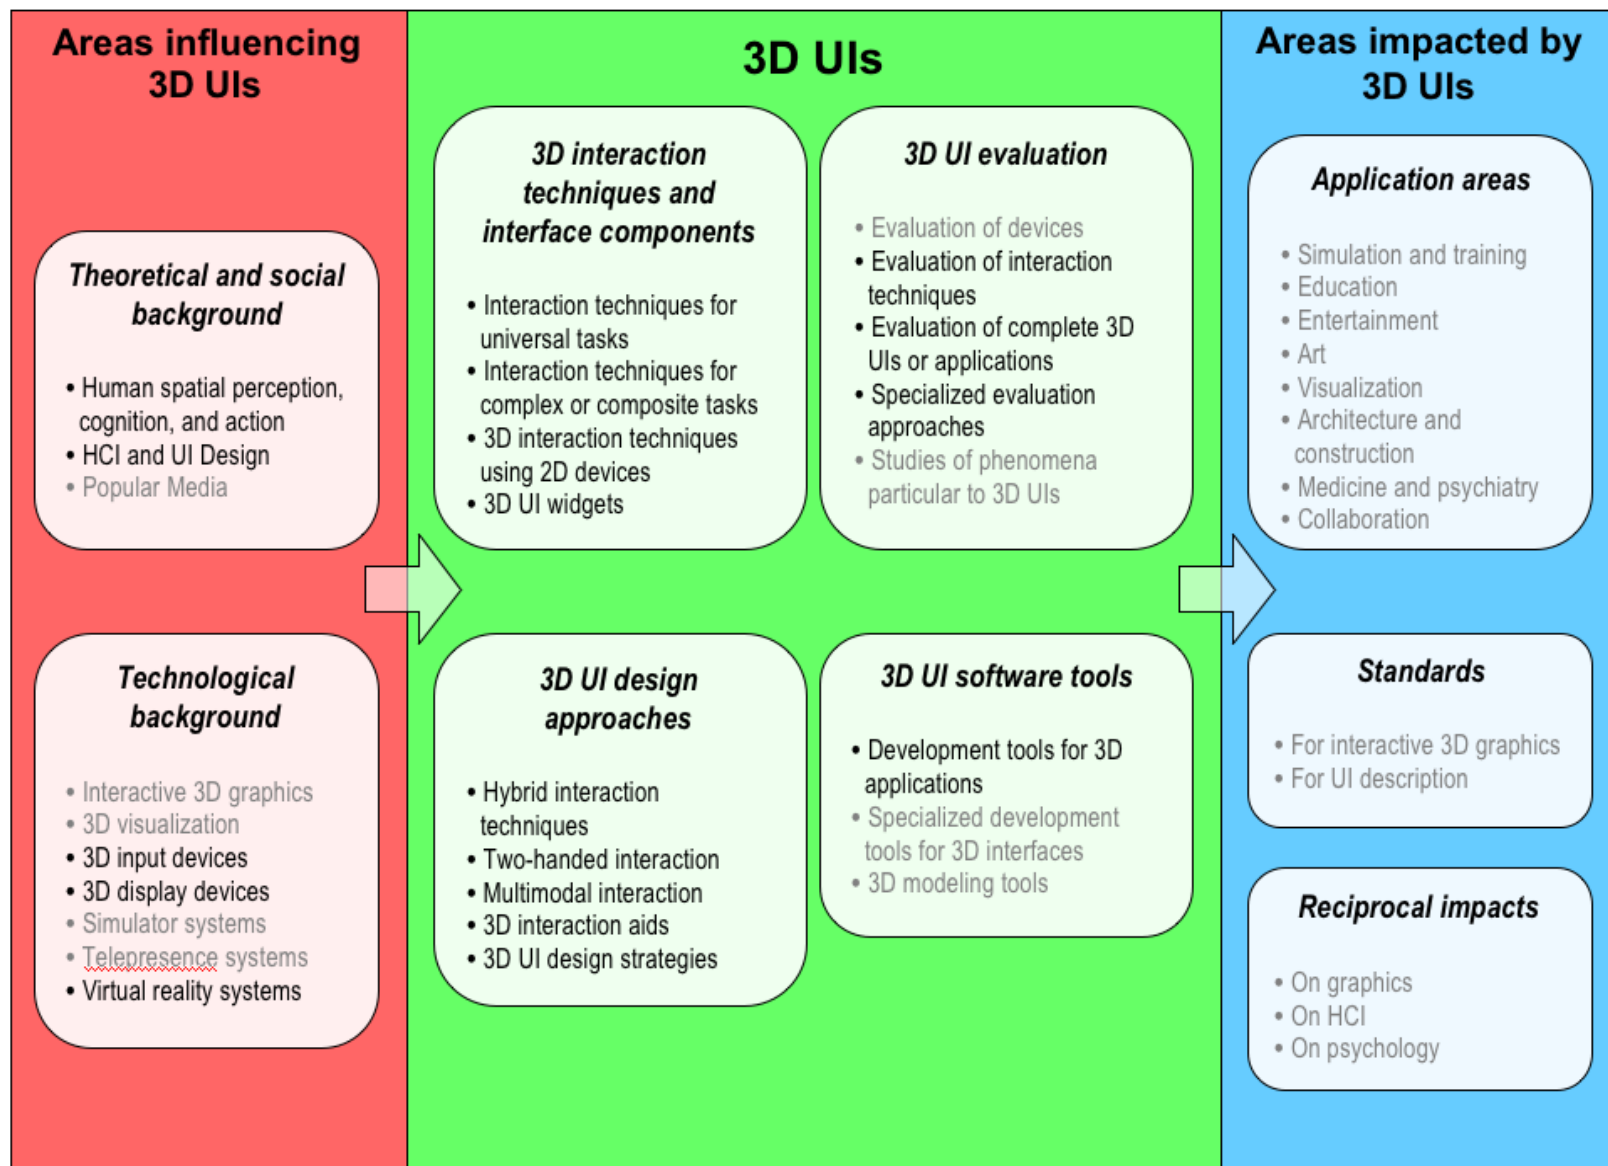 Areas influencing
3D UIs
Theoretical and social
background
• Human spatial perception,
cognition, and action
• HCI and UI Design
• Popular Media
Technological
background
• Interactive 3D graphics
• 3D visualization
• 3D input devices
• 3D display devices
• Simulator systems
• Telepresence systems
• Virtual reality systems
3D UIs
3D interaction
techniques and
interface components
• Interaction techniques for
universal tasks
• Interaction techniques for
complex or composite tasks
• 3D interaction techniques
using 2D devices
• 3D UI widgets
3D UI evaluation
• Evaluation of devices
• Evaluation of interaction
techniques
• Evaluation of complete 3D
UIs or applications
• Specialized evaluation
approaches
• Studies of phenomena
particular to 3D UIs
3D UI design
approaches
• Hybrid interaction
techniques
• Two-handed interaction
• Multimodal interaction
• 3D interaction aids
• 3D UI design strategies
3D UI software tools
• Development tools for 3D
applications
• Specialized development
tools for 3D interfaces
• 3D modeling tools
Areas impacted by
3D UIs
Application areas
• Simulation and training
• Education
• Entertainment
• Art
• Visualization
• Architecture and
construction
• Medicine and psychiatry
• Collaboration
Standards
• For interactive 3D graphics
• For UI description
Reciprocal impacts
• On graphics
• On HCI
• On psychology